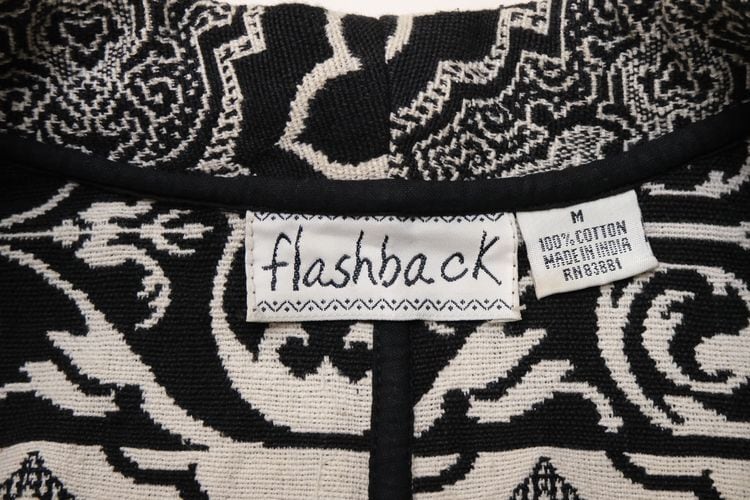 flashback
M
100% COTTON
MADE IN INDIA
RN83881